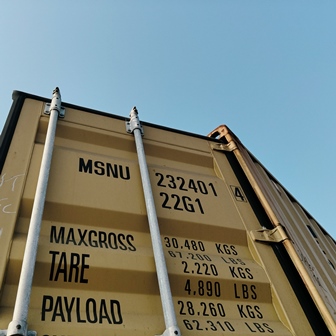 MSNU 232401 4
22G1
MAXGROSS 30,480 KGS
67,200 LBS
TARE 2,220 KGS
4,890 LBS
PAYLOAD 28,260 KGS
62,310 LBS